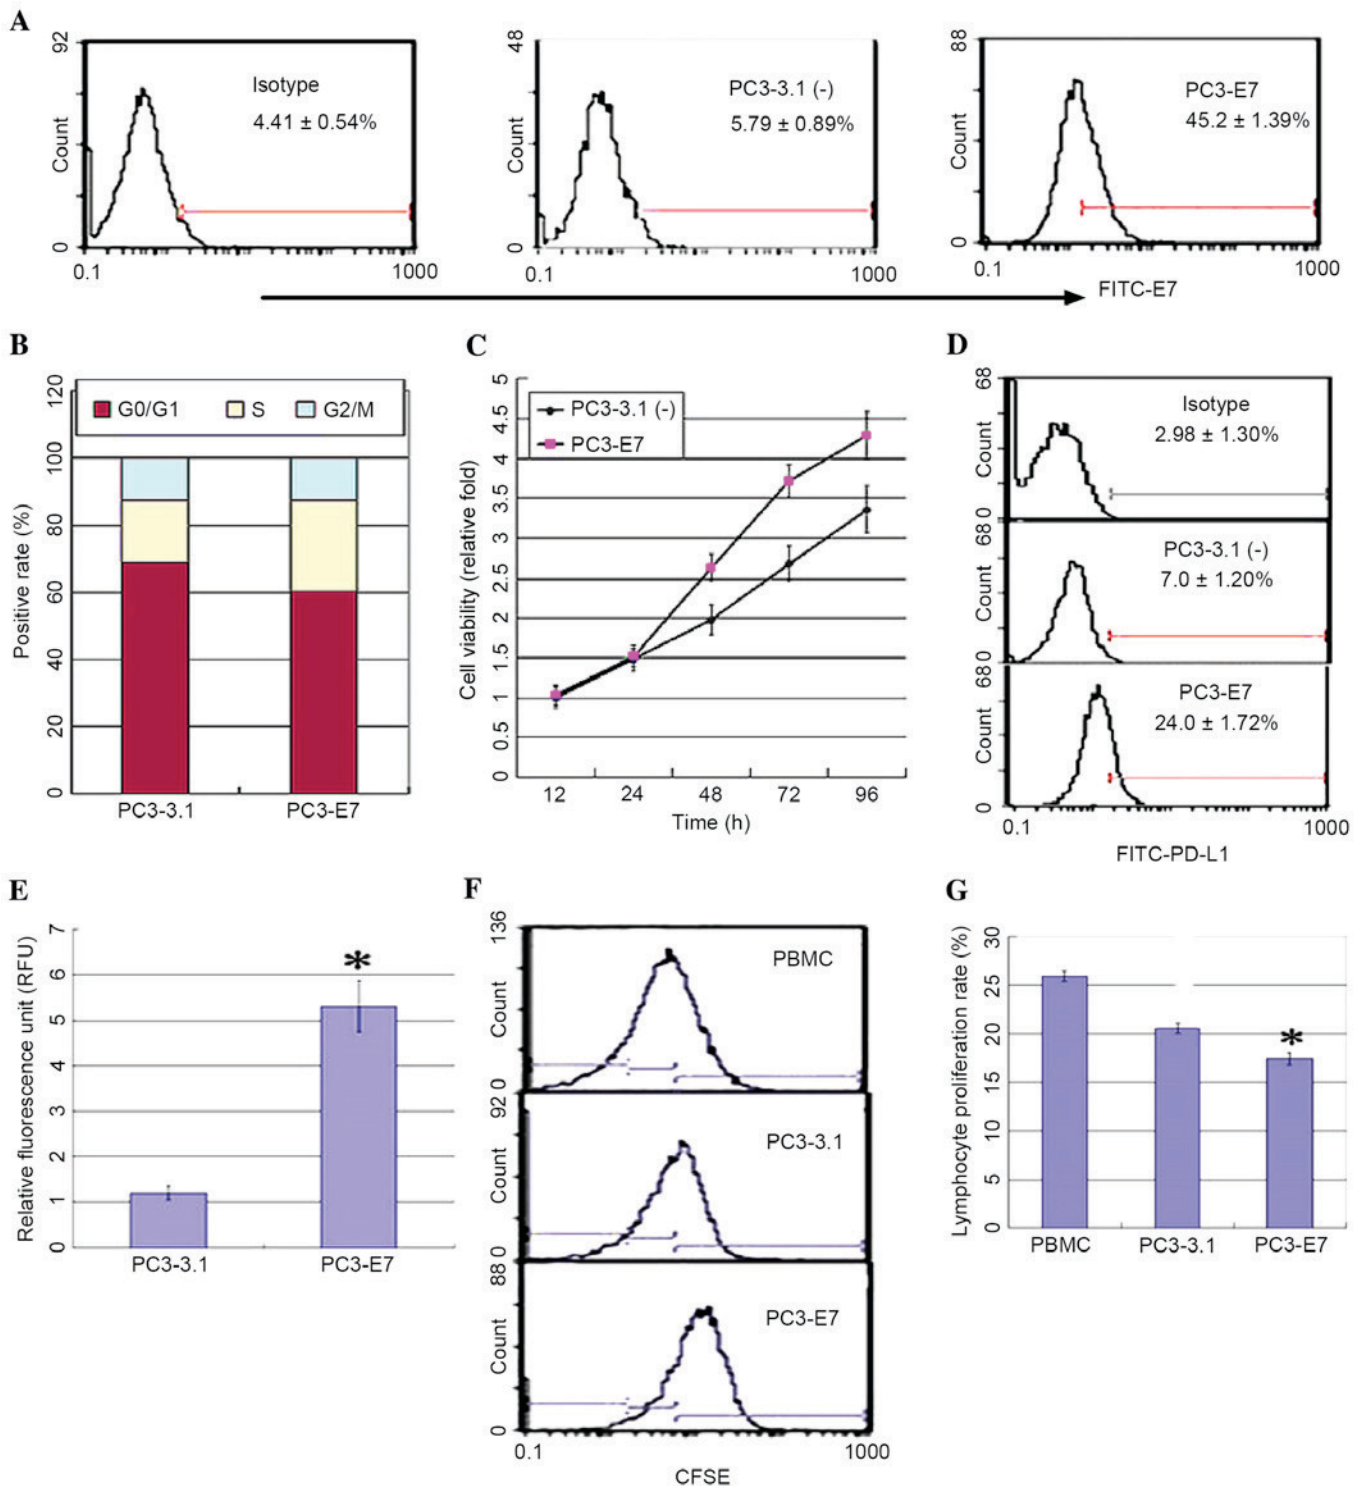 A
92
Count
0
Isotype
4.41 ± 0.54%
0.1
1000
48
Count
0
PC3-3.1 (-)
5.79 ± 0.89%
0.1
1000
88
Count
0
PC3-E7
45.2 ± 1.39%
0.1
1000
FITC-E7
B
Positive rate (%)
120
100
80
60
40
20
0
G0/G1
S
G2/M
PC3-3.1
PC3-E7
C
Cell viability (relative fold)
5
4.5
4
3.5
3
2.5
2
1.5
1
0.5
0
PC3-3.1 (-)
PC3-E7
12
24
48
72
96
Time (h)
D
68
Count
0
Isotype
2.98 ± 1.30%
68
Count
0
PC3-3.1 (-)
7.0 ± 1.20%
68
Count
0
PC3-E7
24.0 ± 1.72%
0.1
1000
FITC-PD-L1
E
Relative fluorescence unit (RFU)
7
6
5
4
3
2
1
0
*
PC3-3.1
PC3-E7
F
136
Count
0
PBMC
92
Count
0
PC3-3.1
88
Count
0
PC3-E7
0.1
1000
CFSE
G
Lymphocyte proliferation rate (%)
30
25
20
15
10
5
0
*
PBMC
PC3-3.1
PC3-E7